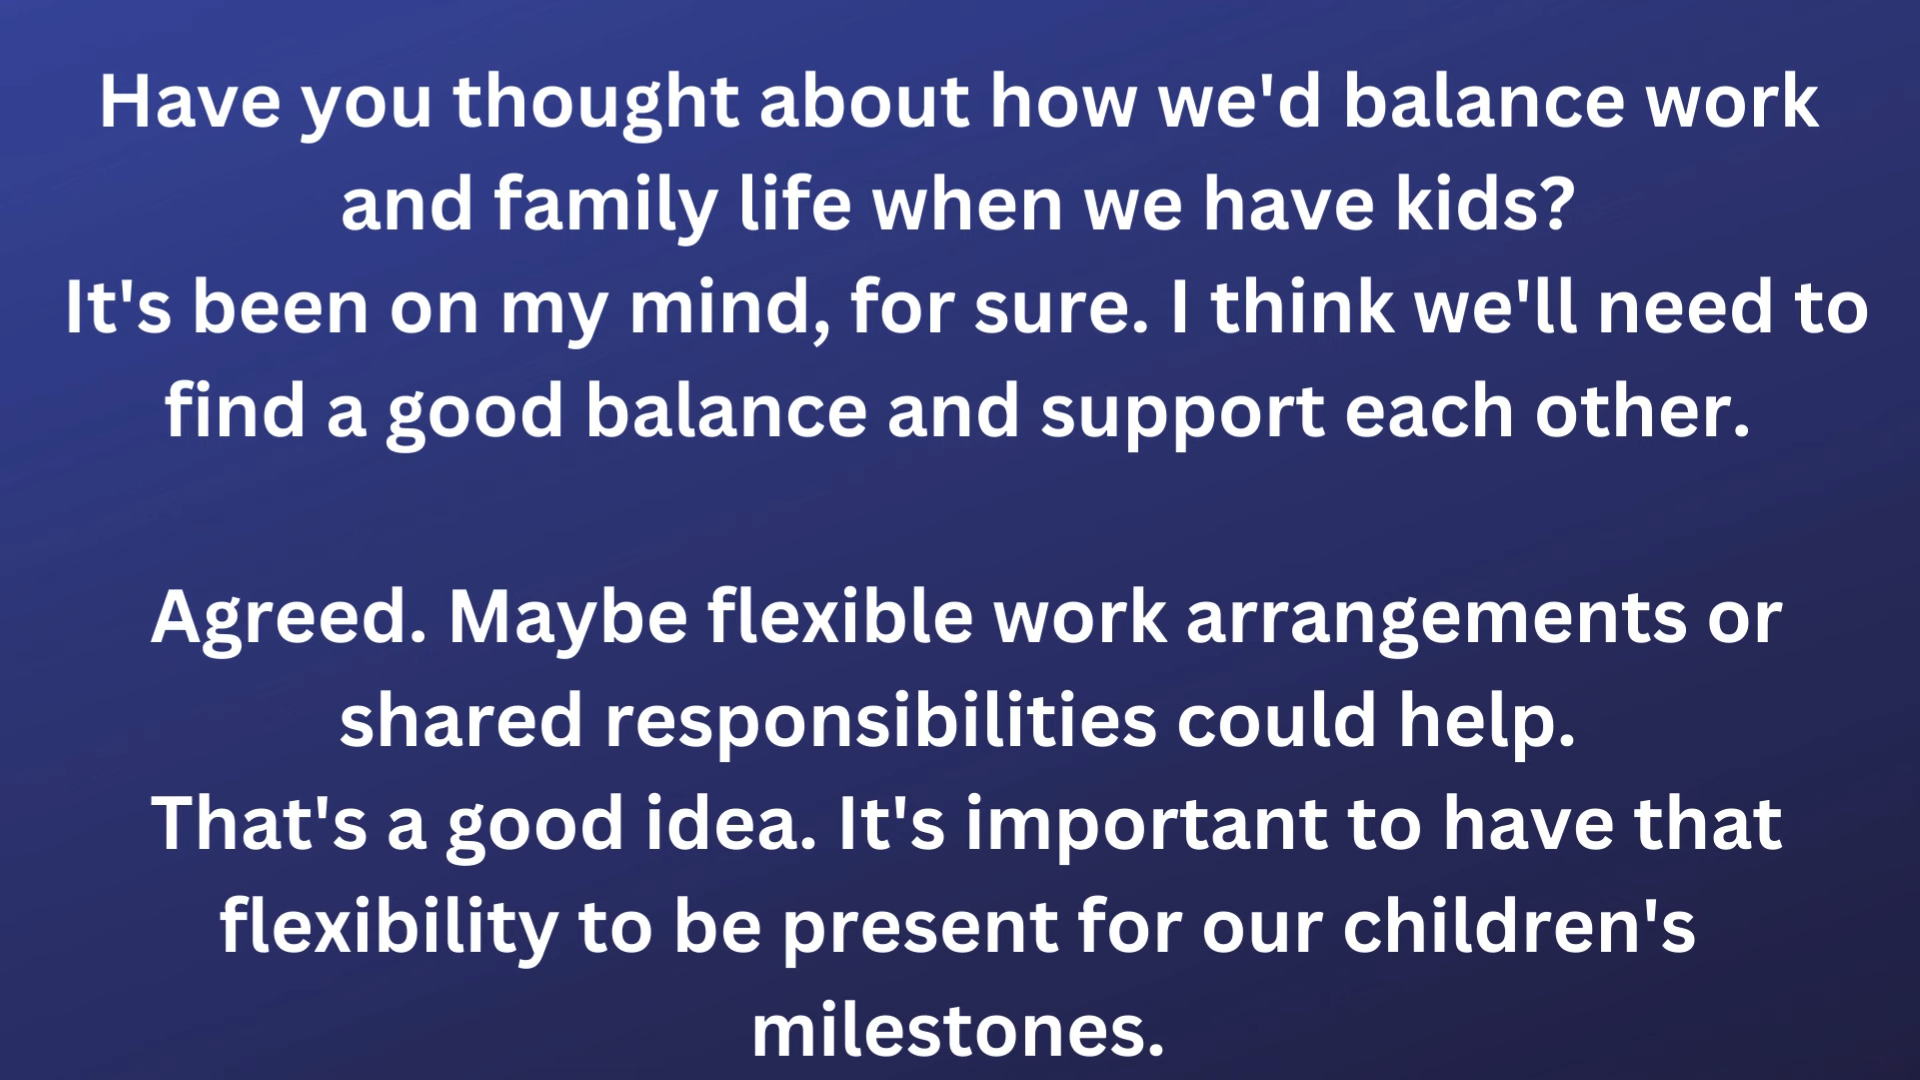 Have you thought about how we'd balance work
and family life when we have kids?
It's been on my mind, for sure. I think we'll need to
find a good balance and support each other.
Agreed. Maybe flexible work arrangements or
shared responsibilities could help.
That's a good idea. It's important to have that
flexibility to be present for our children's
milestones.